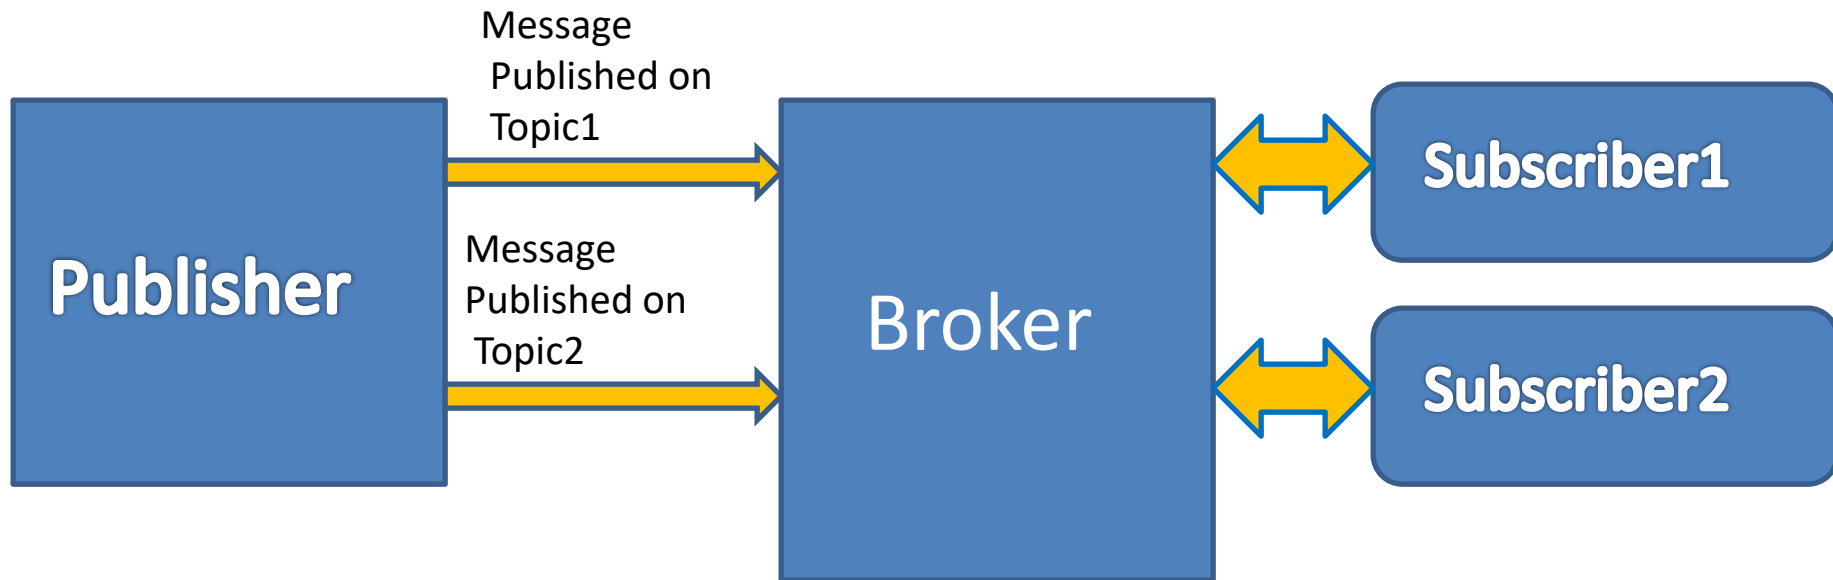 Message
Published on
Topic1
Publisher
Message
Published on
Topic2
Broker
Subscriber1
Subscriber2